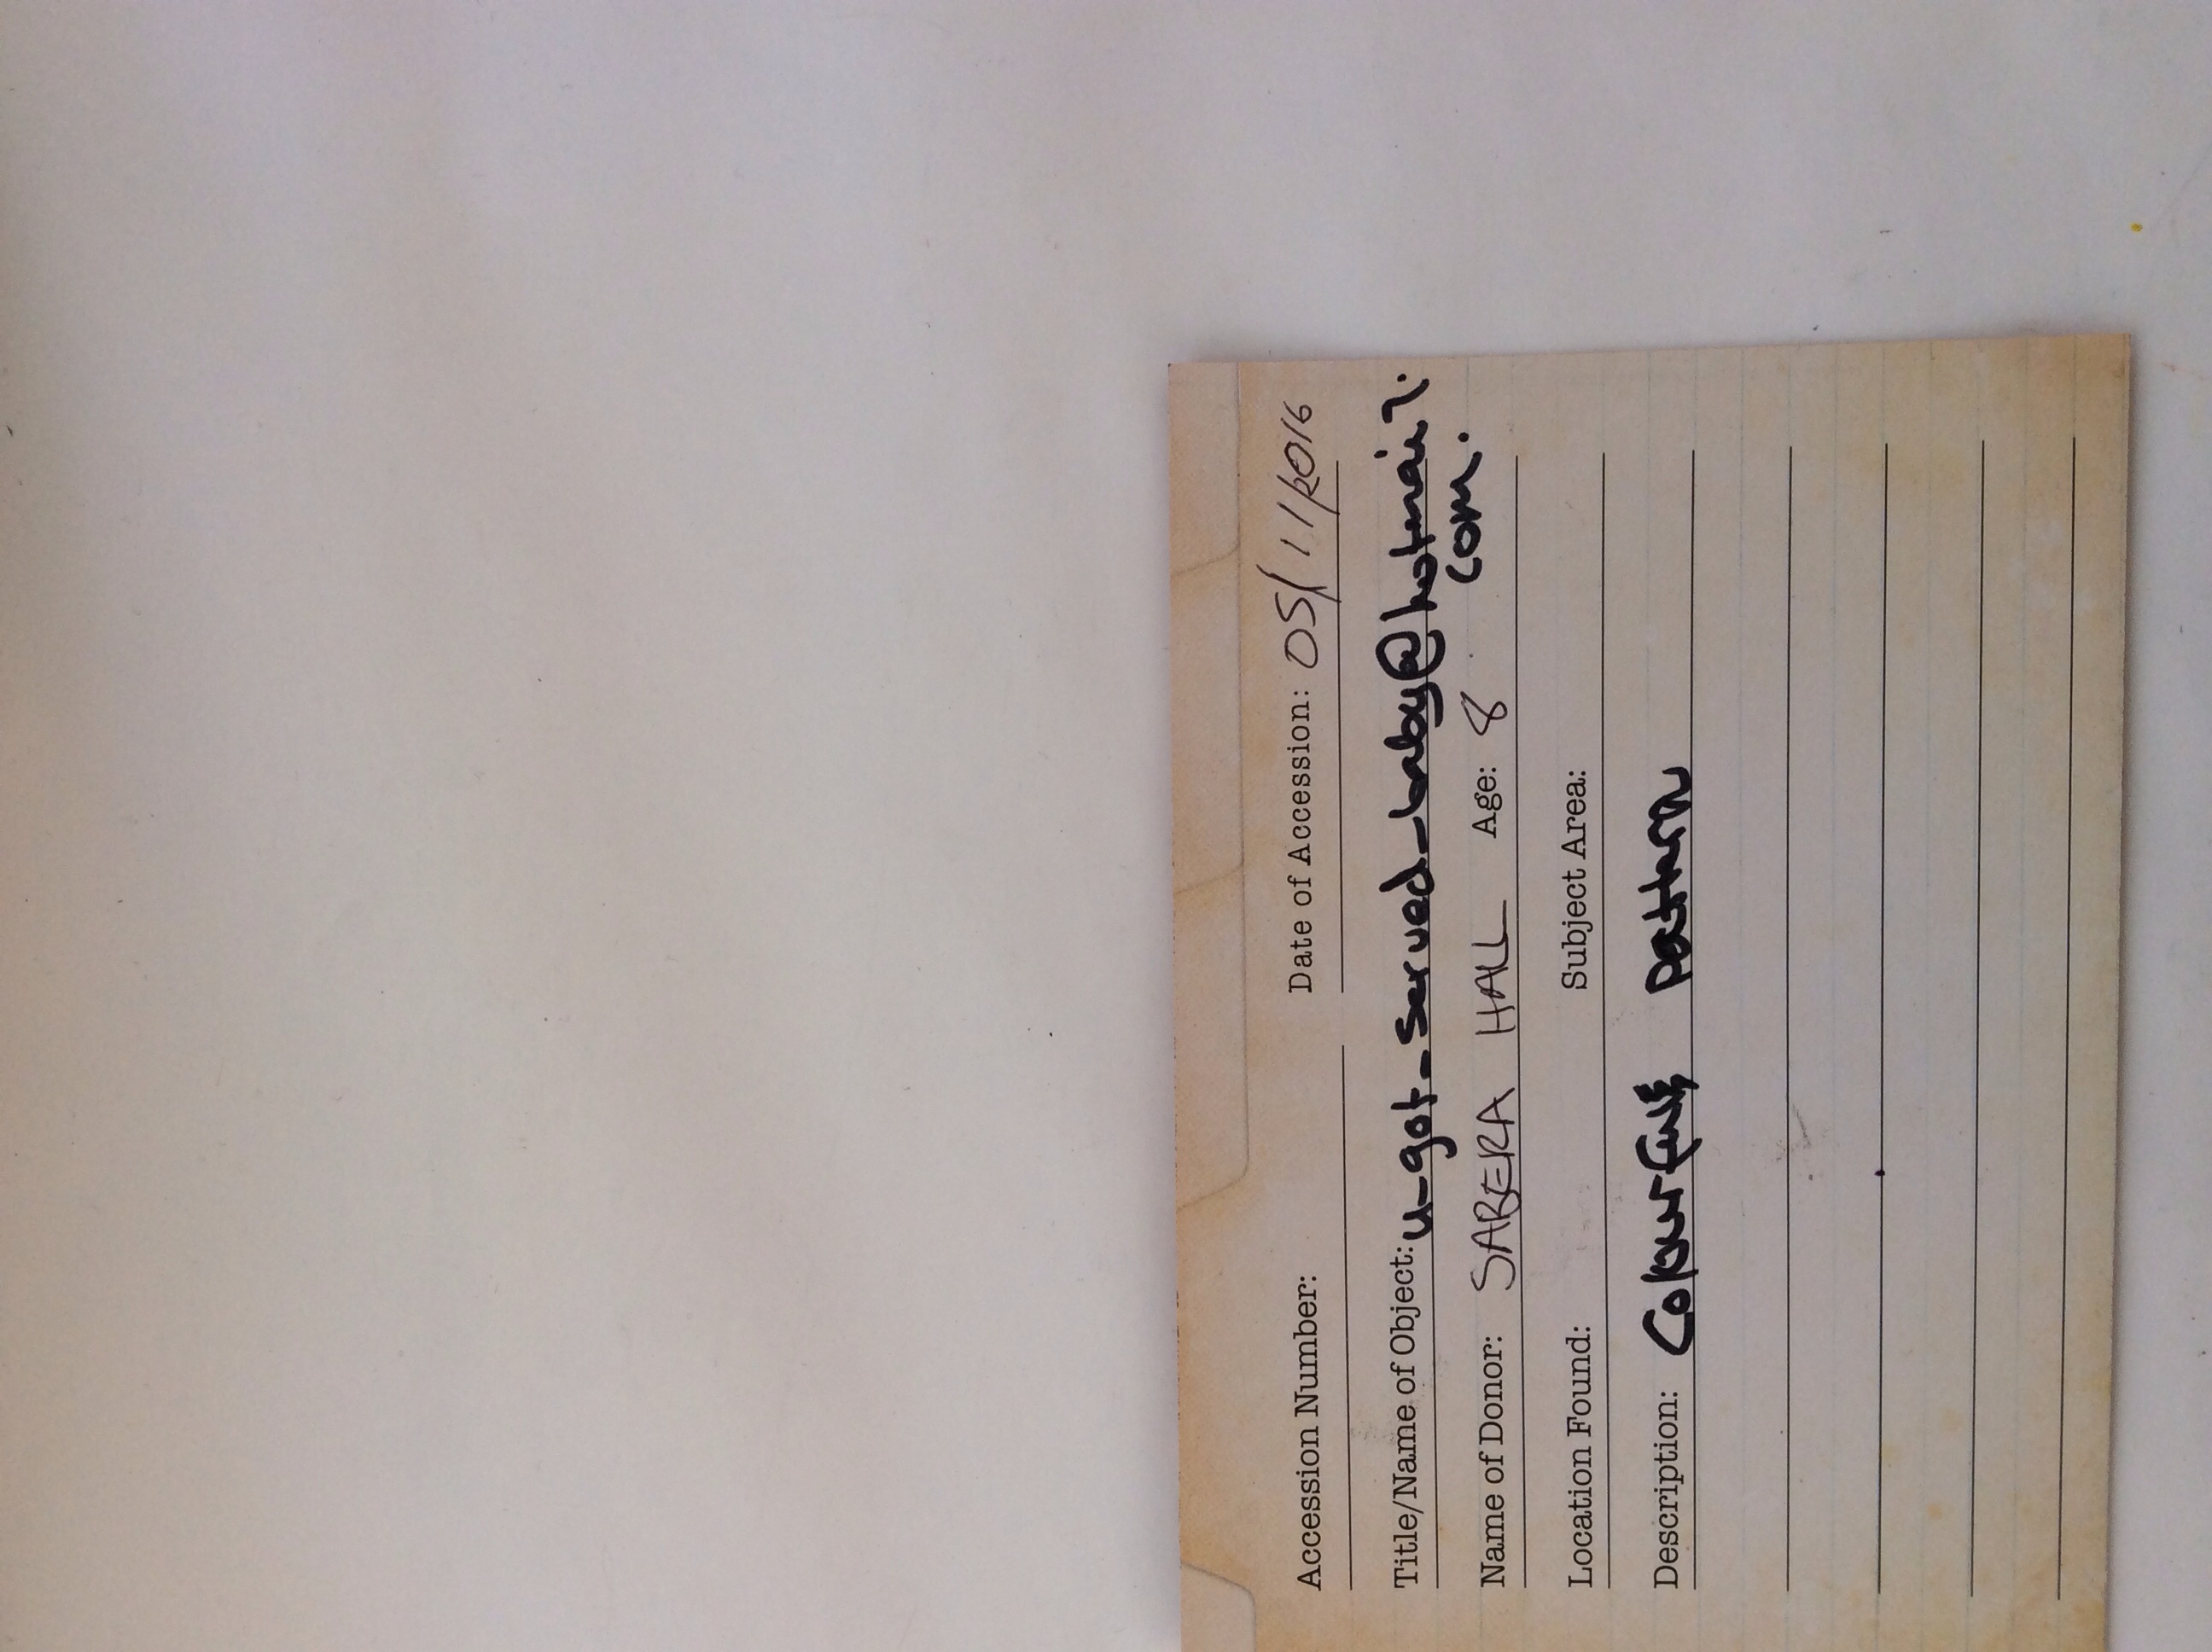 Accession Number: Date of Accession: 05/11/2016
Title/Name of Object: u-got-served-baby@hotmail.
com.
Name of Donor: SABERA HALL Age: 8
Location Found: Subject Area:
Description: Colourful pattern